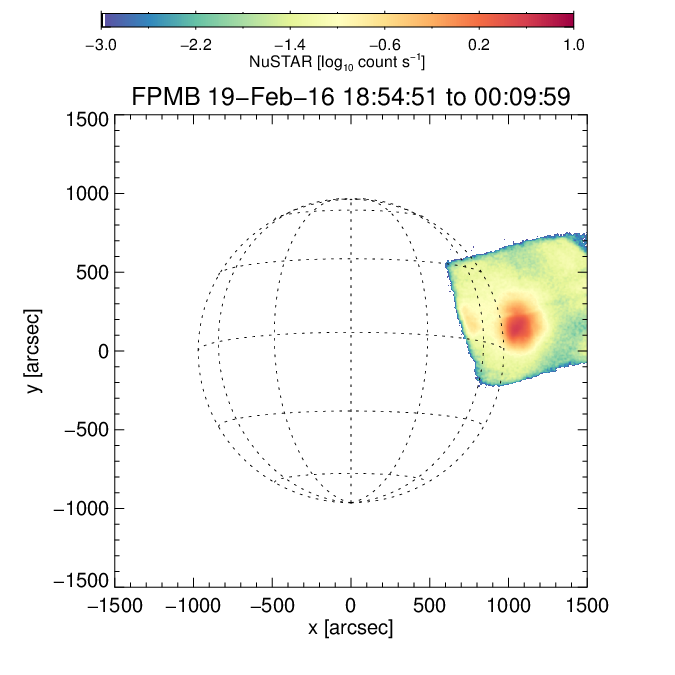 −3.0 −2.2 −1.4 −0.6 0.2 1.0
NuSTAR [log₁₀ count s⁻¹]
FPMB 19−Feb−16 18:54:51 to 00:09:59
1500
1000
500
0
−500
−1000
−1500
y [arcsec]
−1500 −1000 −500 0 500 1000 1500
x [arcsec]